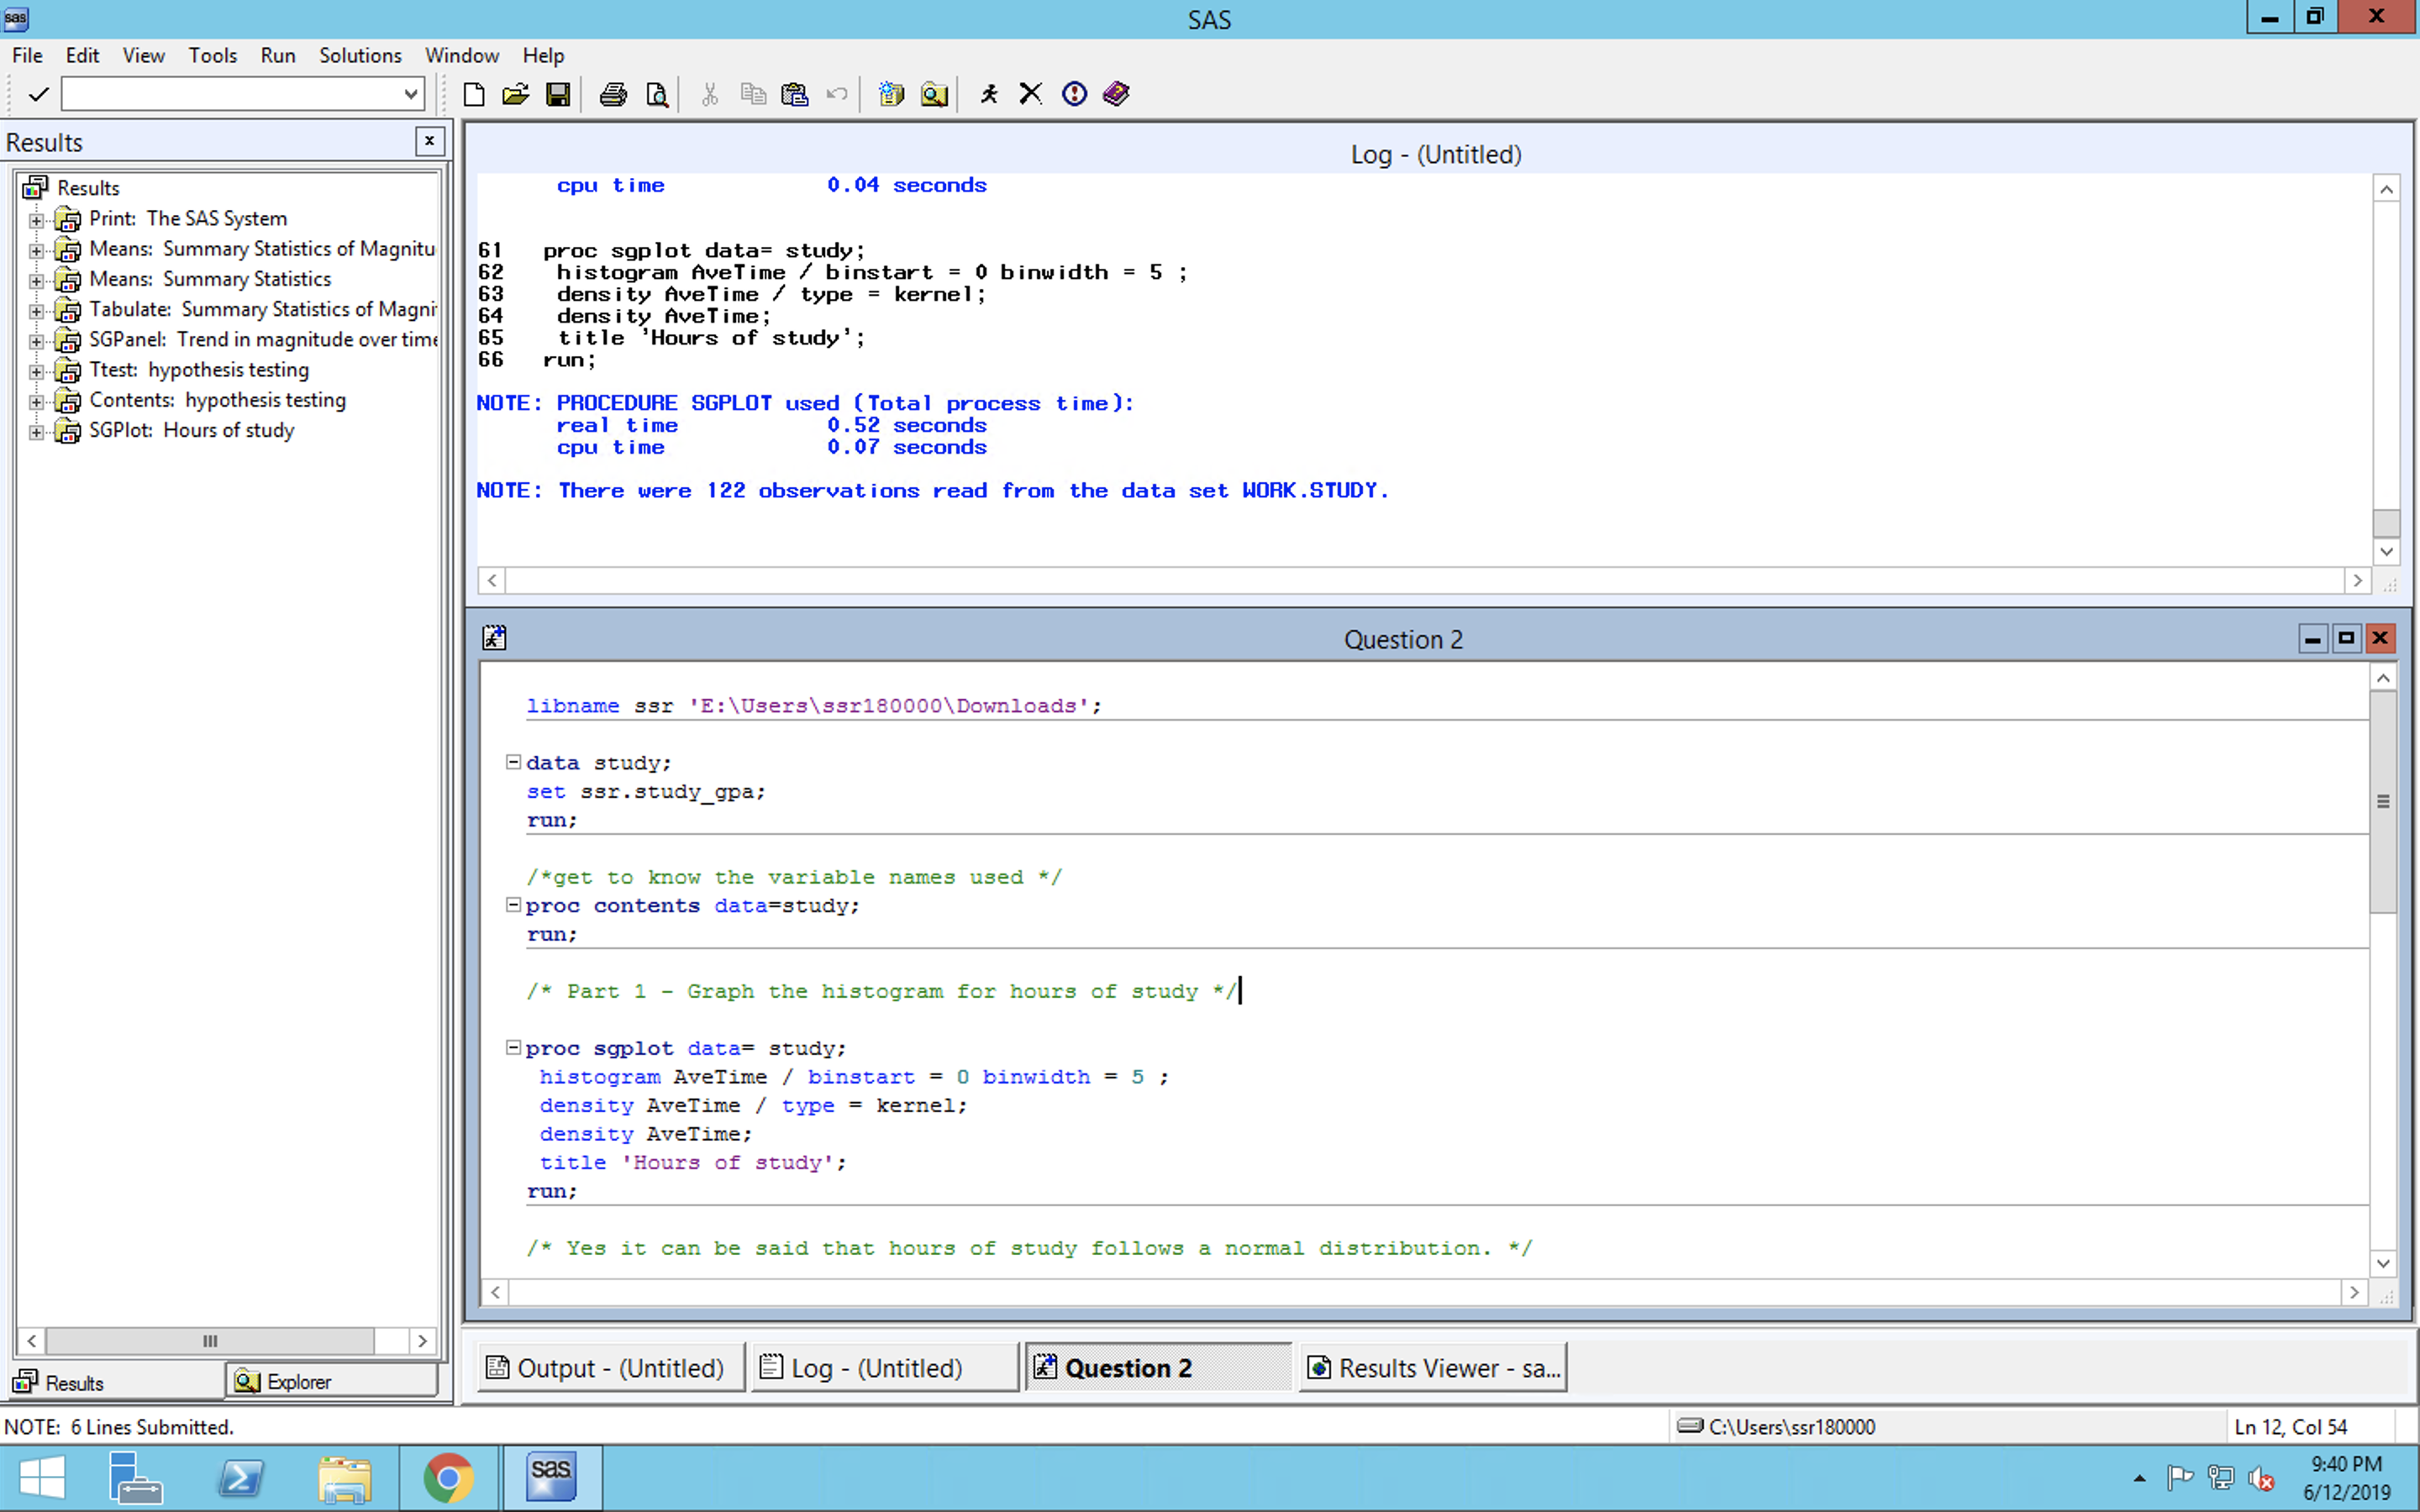 sas
SAS
File Edit View Tools Run Solutions Window Help
Results
Results
Print: The SAS System
Means: Summary Statistics of Magnitu
Means: Summary Statistics
Tabulate: Summary Statistics of Magni
SGPanel: Trend in magnitude over time
Ttest: hypothesis testing
Contents: hypothesis testing
SGPlot: Hours of study
Results
Explorer
Log - (Untitled)
cpu time 0.04 seconds
61 proc sgplot data= study;
62 histogram AveTime / binstart = 0 binwidth = 5 ;
63 density AveTime / type = kernel;
64 density AveTime;
65 title 'Hours of study';
66 run;
NOTE: PROCEDURE SGPLOT used (Total process time):
real time 0.52 seconds
cpu time 0.07 seconds
NOTE: There were 122 observations read from the data set WORK.STUDY.
Question 2
libname ssr 'E:\Users\ssr180000\Downloads';
data study;
set ssr.study_gpa;
run;
/*get to know the variable names used */
proc contents data=study;
run;
/* Part 1 - Graph the histogram for hours of study */
proc sgplot data= study;
histogram AveTime / binstart = 0 binwidth = 5 ;
density AveTime / type = kernel;
density AveTime;
title 'Hours of study';
run;
/* Yes it can be said that hours of study follows a normal distribution. */
Output - (Untitled)
Log - (Untitled)
Question 2
Results Viewer - sa...
NOTE: 6 Lines Submitted.
C:\Users\ssr180000
Ln 12, Col 54
sas
9:40 PM
6/12/2019